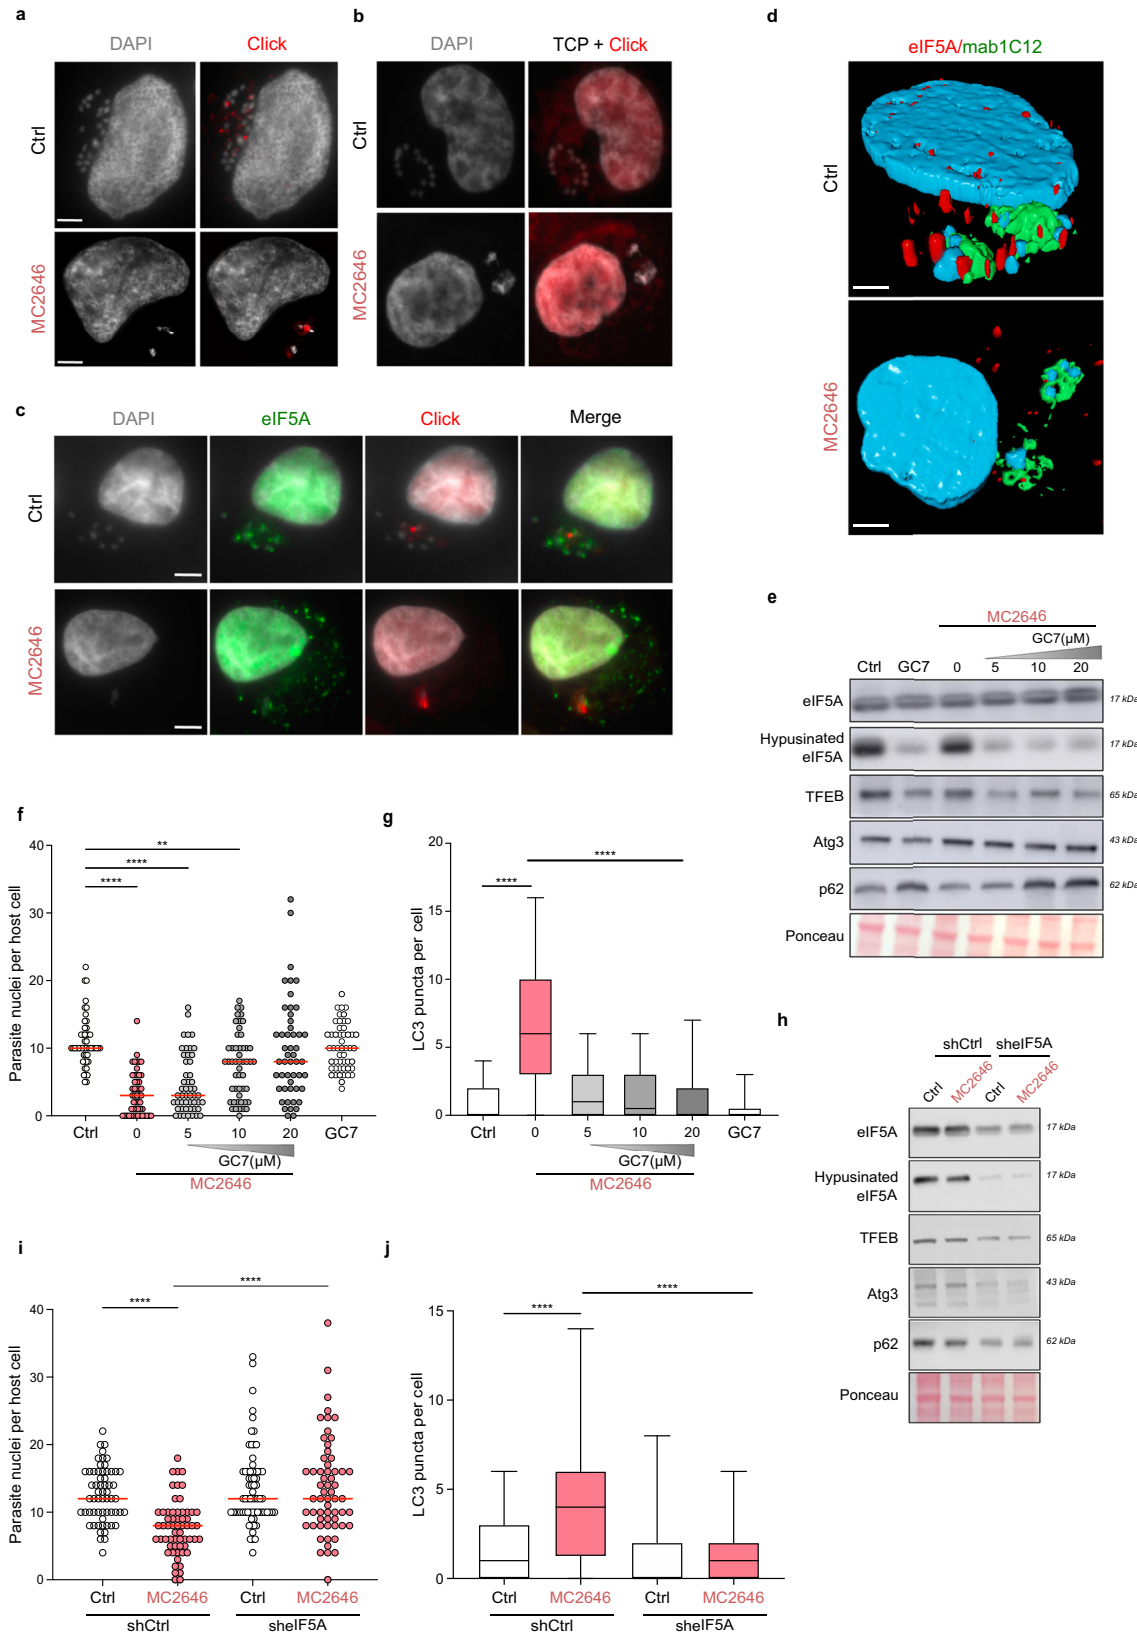 a
DAPI
Click
Ctrl
MC2646
b
DAPI
TCP + Click
Ctrl
MC2646
c
DAPI
eIF5A
Click
Merge
Ctrl
MC2646
d
eIF5A/mab1C12
Ctrl
MC2646
e
MC2646
GC7(µM)
Ctrl GC7 0 5 10 20
eIF5A 17 kDa
Hypusinated
eIF5A
17 kDa
TFEB 65 kDa
Atg3 43 kDa
p62 62 kDa
Ponceau
f
Parasite nuclei per host cell
40
30
20
10
0
**
****
****
Ctrl 0 5 10 20 GC7
GC7(µM)
MC2646
g
LC3 puncta per cell
20
15
10
5
0
****
****
Ctrl 0 5 10 20 GC7
GC7(µM)
MC2646
h
shCtrl sheIF5A
Ctrl MC2646 Ctrl MC2646
eIF5A 17 kDa
Hypusinated
eIF5A
17 kDa
TFEB 65 kDa
Atg3 43 kDa
p62 62 kDa
Ponceau
i
Parasite nuclei per host cell
40
30
20
10
0
****
****
Ctrl MC2646 Ctrl MC2646
shCtrl sheIF5A
j
LC3 puncta per cell
15
10
5
0
****
****
Ctrl MC2646 Ctrl MC2646
shCtrl sheIF5A